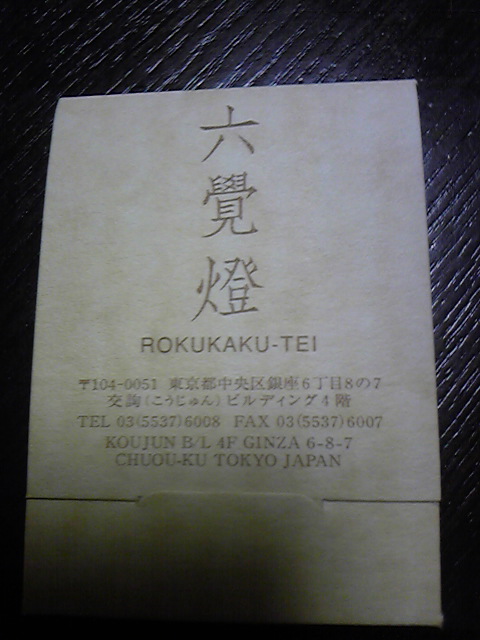 六覺燈
ROKUKAKU-TEI
〒104-0051 東京都中央区銀座6丁目8の7
交詢(こうじゅん)ビルディング4階
TEL 03(5537)6008 FAX 03(5537)6007
KOUJUN B/L 4F GINZA 6-8-7
CHUOU-KU TOKYO JAPAN